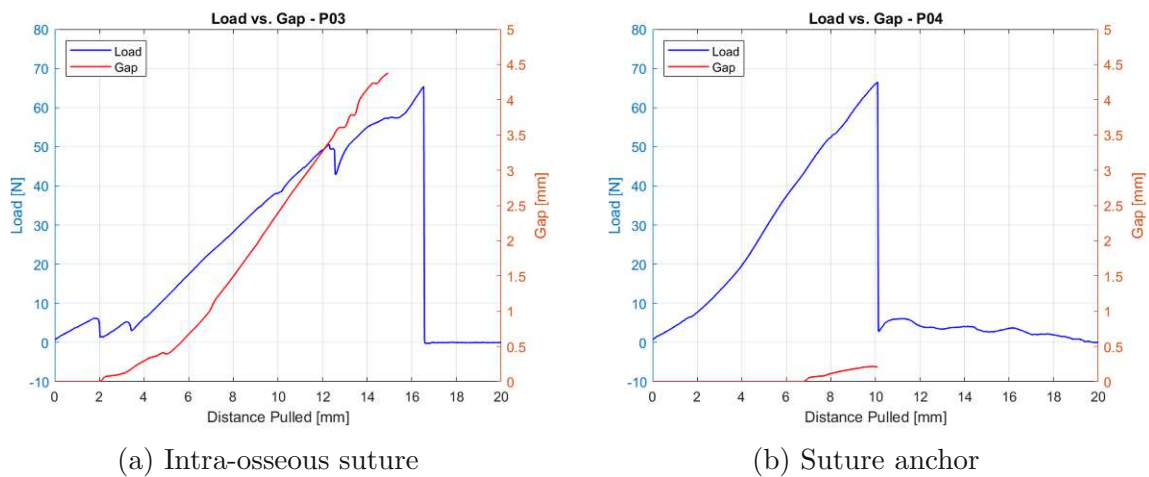 Load vs. Gap - P03
Load
Gap
80
70
60
50
40
30
20
10
0
-10
Load [N]
5
4.5
4
3.5
3
2.5
2
1.5
1
0.5
0
Gap [mm]
0 2 4 6 8 10 12 14 16 18 20
Distance Pulled [mm]
(a) Intra-osseous suture
Load vs. Gap - P04
Load
Gap
80
70
60
50
40
30
20
10
0
-10
Load [N]
5
4.5
4
3.5
3
2.5
2
1.5
1
0.5
0
Gap [mm]
0 2 4 6 8 10 12 14 16 18 20
Distance Pulled [mm]
(b) Suture anchor